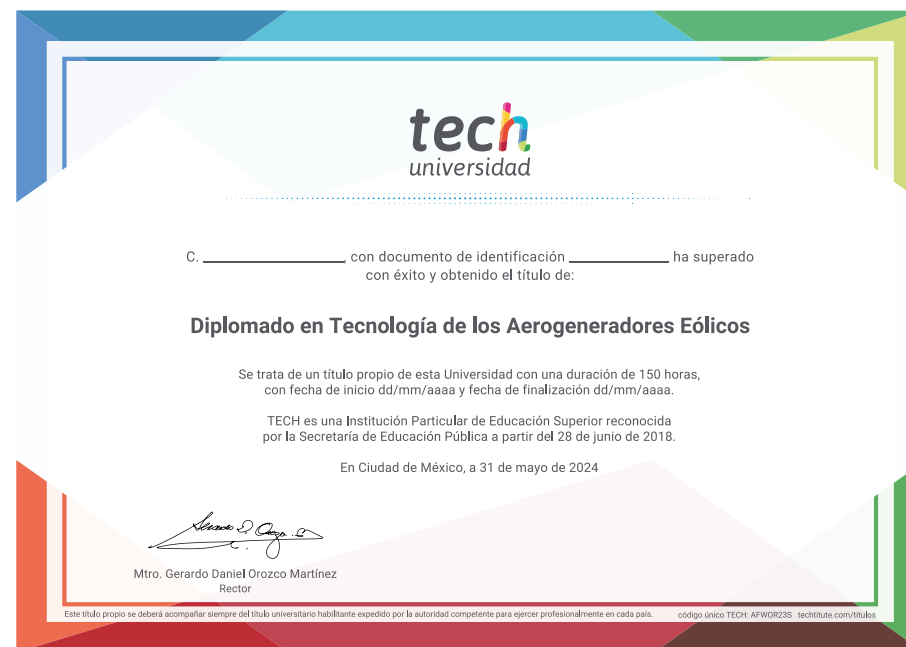 tech
universidad
C. ____________, con documento de identificación ____________ ha superado
con éxito y obtenido el título de:
Diplomado en Tecnología de los Aerogeneradores Eólicos
Se trata de un título propio de esta Universidad con una duración de 150 horas,
con fecha de inicio dd/mm/aaaa y fecha de finalización dd/mm/aaaa.
TECH es una Institución Particular de Educación Superior reconocida
por la Secretaría de Educación Pública a partir del 28 de junio de 2018.
En Ciudad de México, a 31 de mayo de 2024
Mtro. Gerardo Daniel Orozco Martínez
Rector
Este título propio se deberá acompañar siempre del título universitario habilitante expedido por la autoridad competente para ejercer profesionalmente en cada país. código único TECH: AFWOR23S techtitute.com/titulos